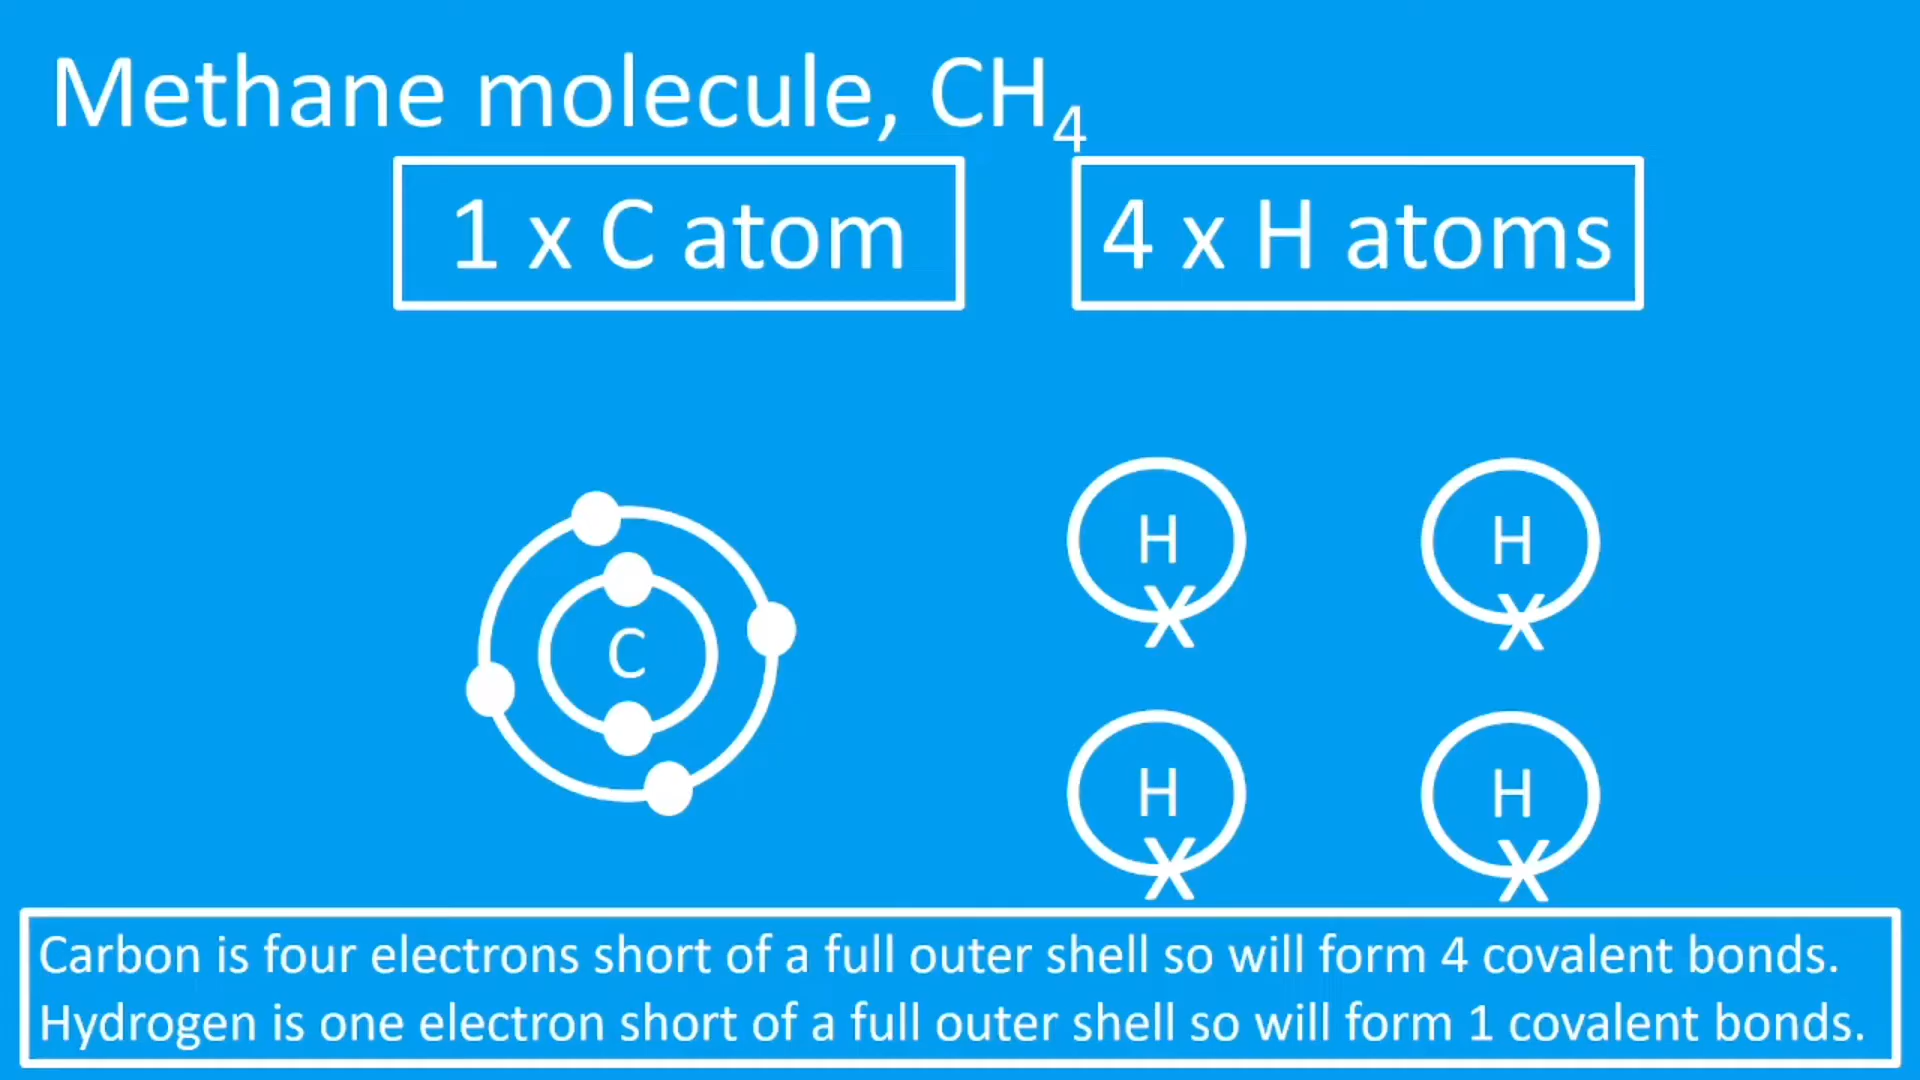 Methane molecule, CH₄
1 x C atom
4 x H atoms
H
H
C
X
X
H
H
X
X
Carbon is four electrons short of a full outer shell so will form 4 covalent bonds.
Hydrogen is one electron short of a full outer shell so will form 1 covalent bonds.